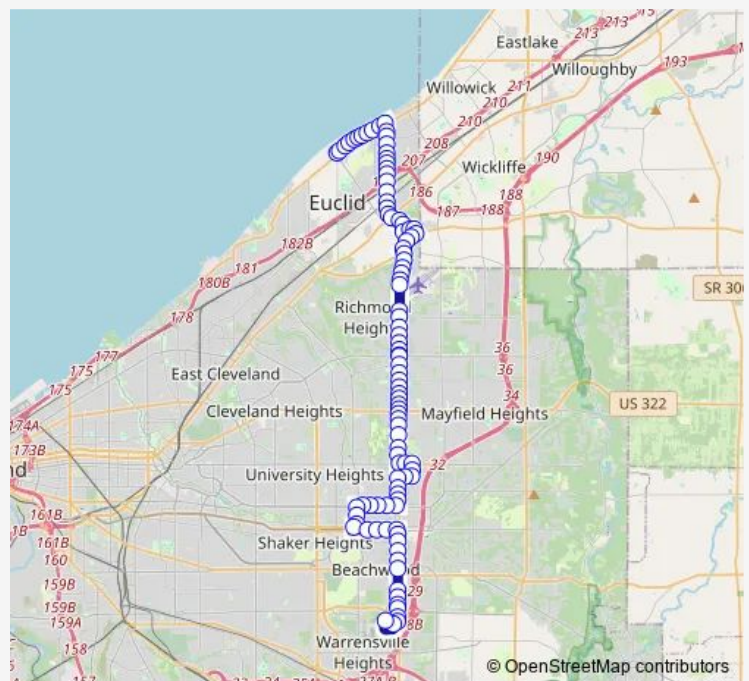 213
Eastlake
213
Willoughby
193
211
Willowick
210
210
208
207
Wickliffe
190
186
188
187
188
Euclid
182B
181
180B
SR 306
Richmond
Heights
178
177
175
175
36
36
34
East Cleveland
US 322
Cleveland Heights
Mayfield Heights
174A
173B
32
University Heights
161B
161B
160
Shaker Heights
Beachwood
159B
29
159B
159A
158
Warrensville
Heights
157
27A
© OpenStreetMap contributors